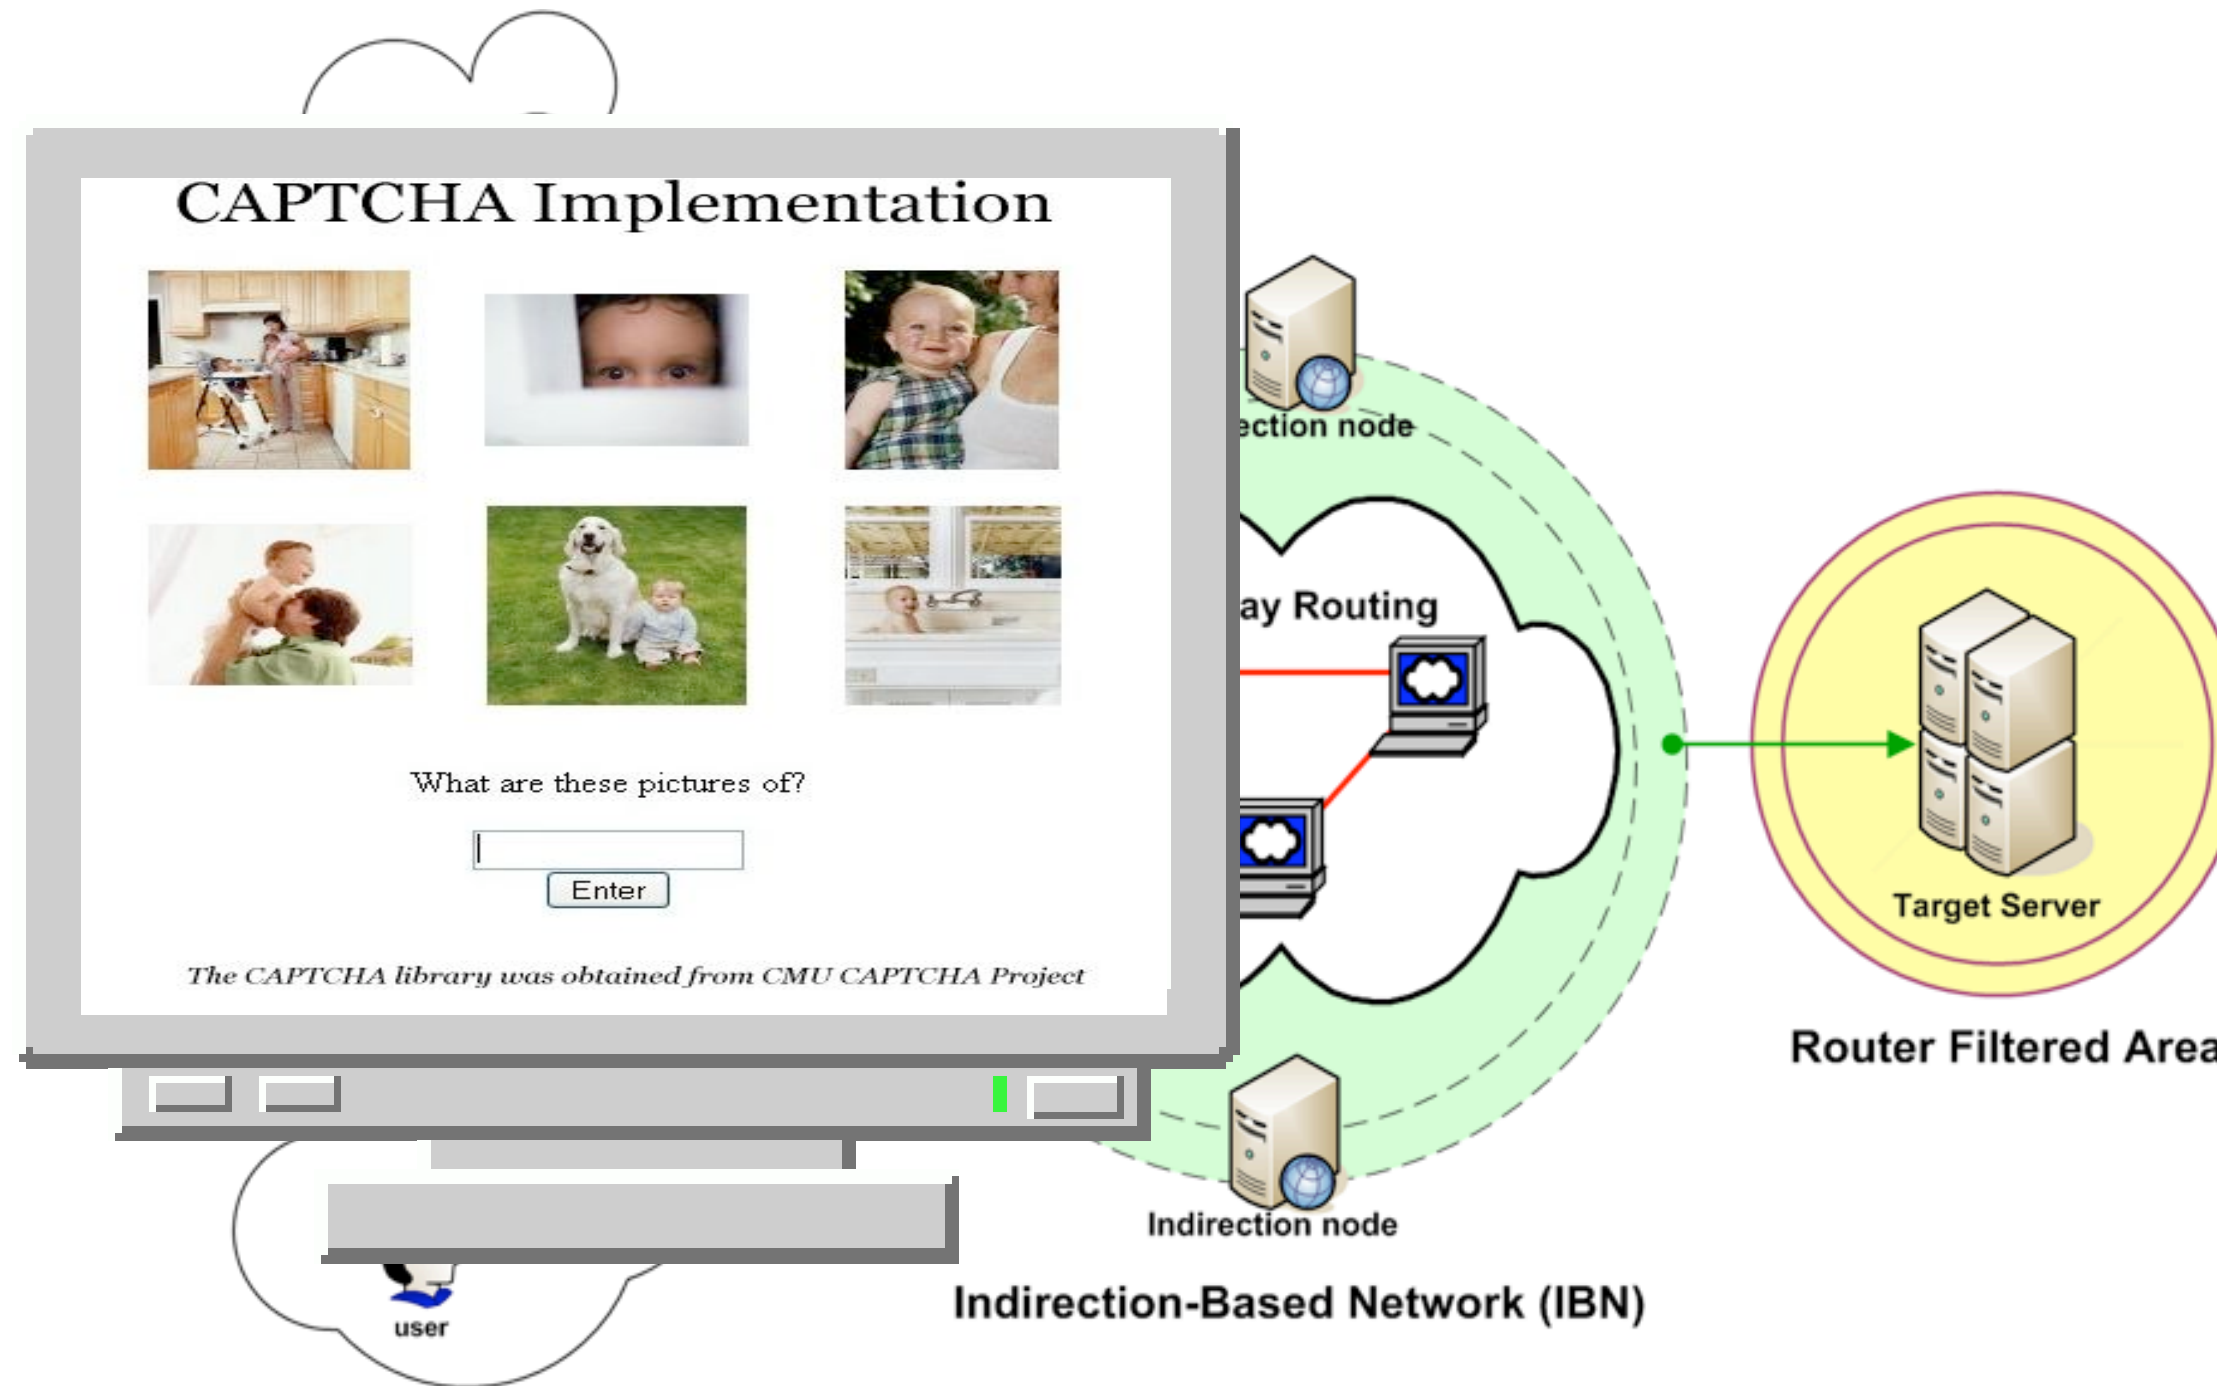 CAPTCHA Implementation
What are these pictures of?
Enter
The CAPTCHA library was obtained from CMU CAPTCHA Project
ection node
ay Routing
Target Server
Router Filtered Area
Indirection node
Indirection-Based Network (IBN)
user